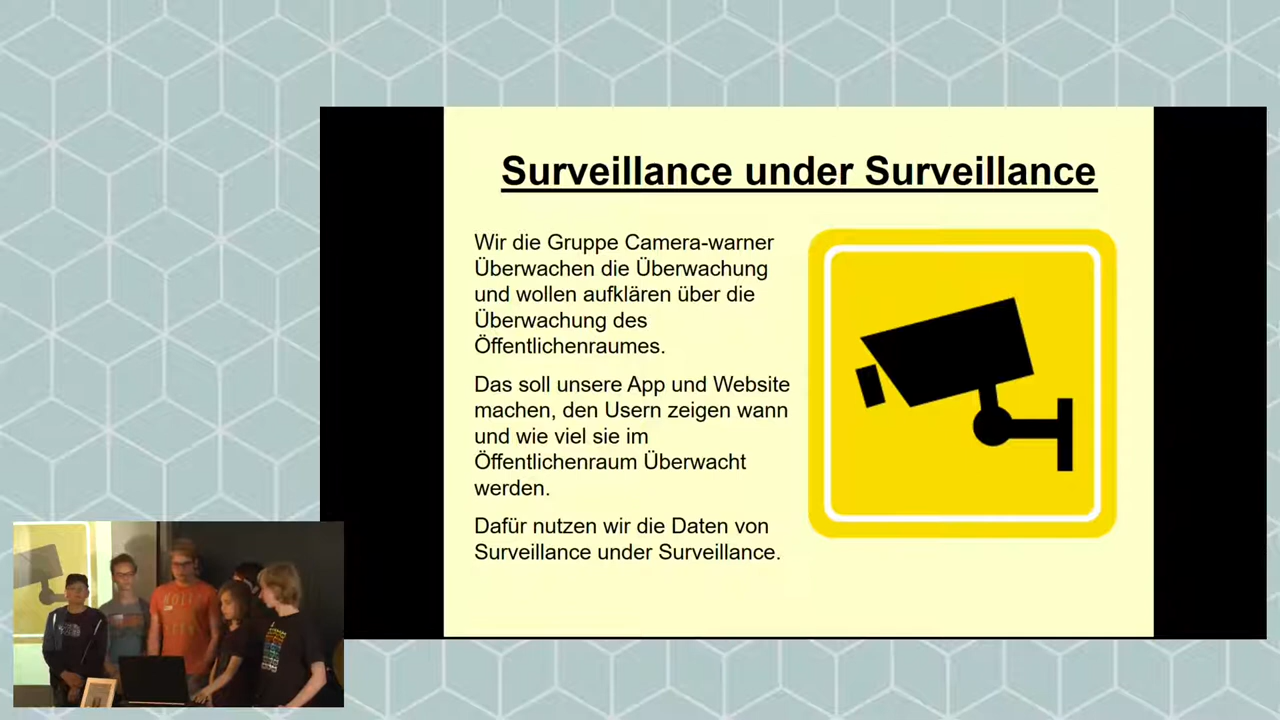 Surveillance under Surveillance
Wir die Gruppe Camera-warner
Überwachen die Überwachung
und wollen aufklären über die
Überwachung des
Öffentlichenraumes.
Das soll unsere App und Website
machen, den Usern zeigen wann
und wie viel sie im
Öffentlichenraum Überwacht
werden.
Dafür nutzen wir die Daten von
Surveillance under Surveillance.